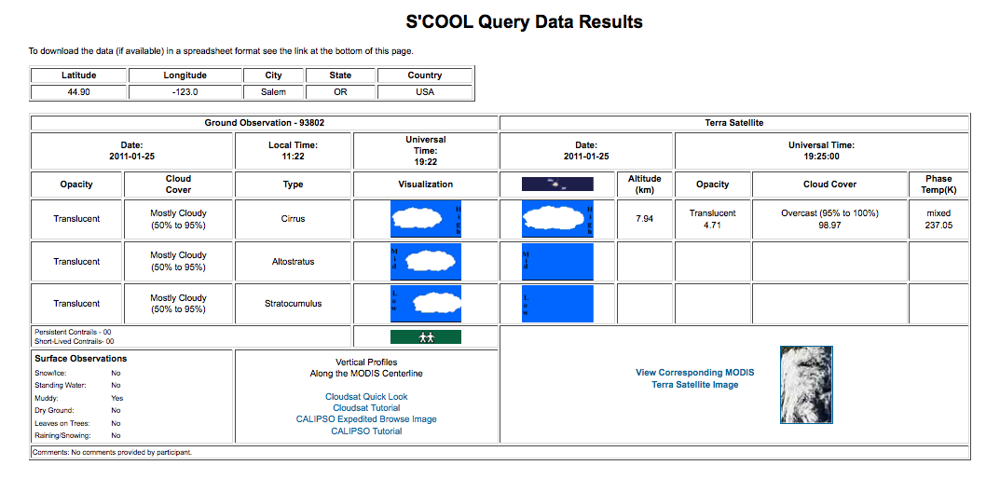 S'COOL Query Data Results
To download the data (if available) in a spreadsheet format see the link at the bottom of this page.
Latitude Longitude City State Country
44.90 -123.0 Salem OR USA
Ground Observation - 93802 Terra Satellite
Date:
2011-01-25
Local Time:
11:22
Universal
Time:
19:22
Date:
2011-01-25
Universal Time:
19:25:00
Opacity
Cloud
Cover
Type
Visualization
Altitude
(km)
Opacity
Cloud Cover
Phase
Temp(K)
Translucent
Mostly Cloudy
(50% to 95%)
Cirrus
High
High
7.94
Translucent
4.71
Overcast (95% to 100%)
98.97
mixed
237.05
Translucent
Mostly Cloudy
(50% to 95%)
Altostratus
Mid
Mid
Translucent
Mostly Cloudy
(50% to 95%)
Stratocumulus
Low
Low
Persistent Contrails - 00
Short-Lived Contrails- 00
Surface Observations
Snow/Ice: No
Standing Water: No
Muddy: Yes
Dry Ground: No
Leaves on Trees: No
Raining/Snowing: No
Vertical Profiles
Along the MODIS Centerline
Cloudsat Quick Look
Cloudsat Tutorial
CALIPSO Expedited Browse Image
CALIPSO Tutorial
View Corresponding MODIS
Terra Satellite Image
Comments: No comments provided by participant.